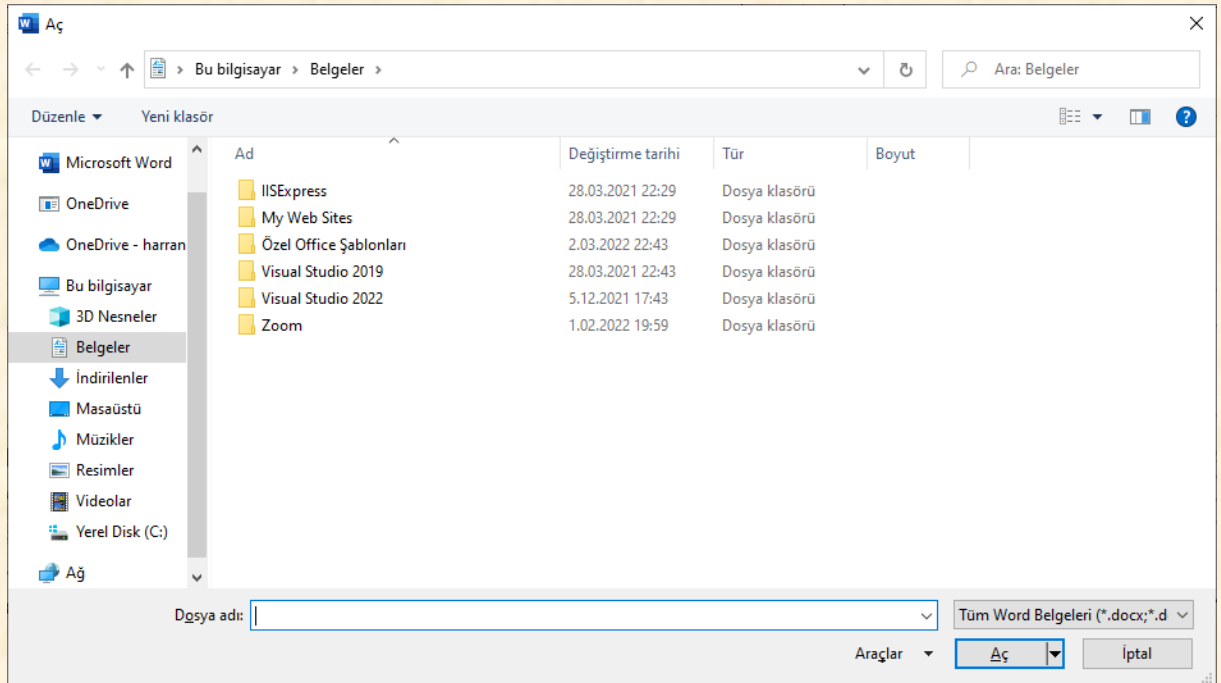 Aç
Bu bilgisayar › Belgeler ›
Ara: Belgeler
Düzenle
Yeni klasör
Microsoft Word
OneDrive
OneDrive - harran
Bu bilgisayar
3D Nesneler
Belgeler
İndirilenler
Masaüstü
Müzikler
Resimler
Videolar
Yerel Disk (C:)
Ağ
Ad Değiştirme tarihi Tür Boyut
IISExpress 28.03.2021 22:29 Dosya klasörü
My Web Sites 28.03.2021 22:29 Dosya klasörü
Özel Office Şablonları 2.03.2022 22:43 Dosya klasörü
Visual Studio 2019 28.03.2021 22:43 Dosya klasörü
Visual Studio 2022 5.12.2021 17:43 Dosya klasörü
Zoom 1.02.2022 19:59 Dosya klasörü
Dosya adı:
Tüm Word Belgeleri (*.docx;*.d
Araçlar
Aç
İptal